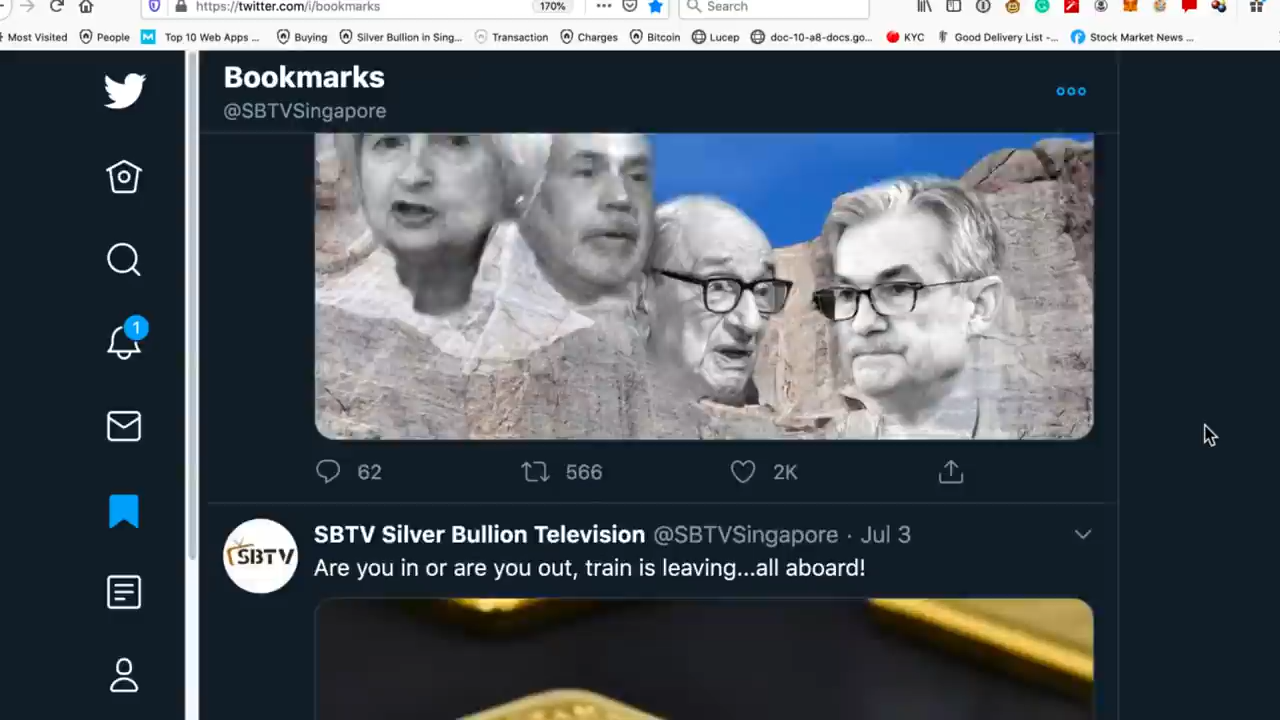 https://twitter.com/i/bookmarks
170%
Search
Most Visited
People
Top 10 Web Apps ...
Buying
Silver Bullion in Sing...
Transaction
Charges
Bitcoin
Lucep
doc-10-a8-docs.go...
KYC
Good Delivery List -...
Stock Market News ...
Bookmarks
@SBTVSingapore
1
62
566
2K
SBTV
SBTV Silver Bullion Television @SBTVSingapore · Jul 3
Are you in or are you out, train is leaving...all aboard!